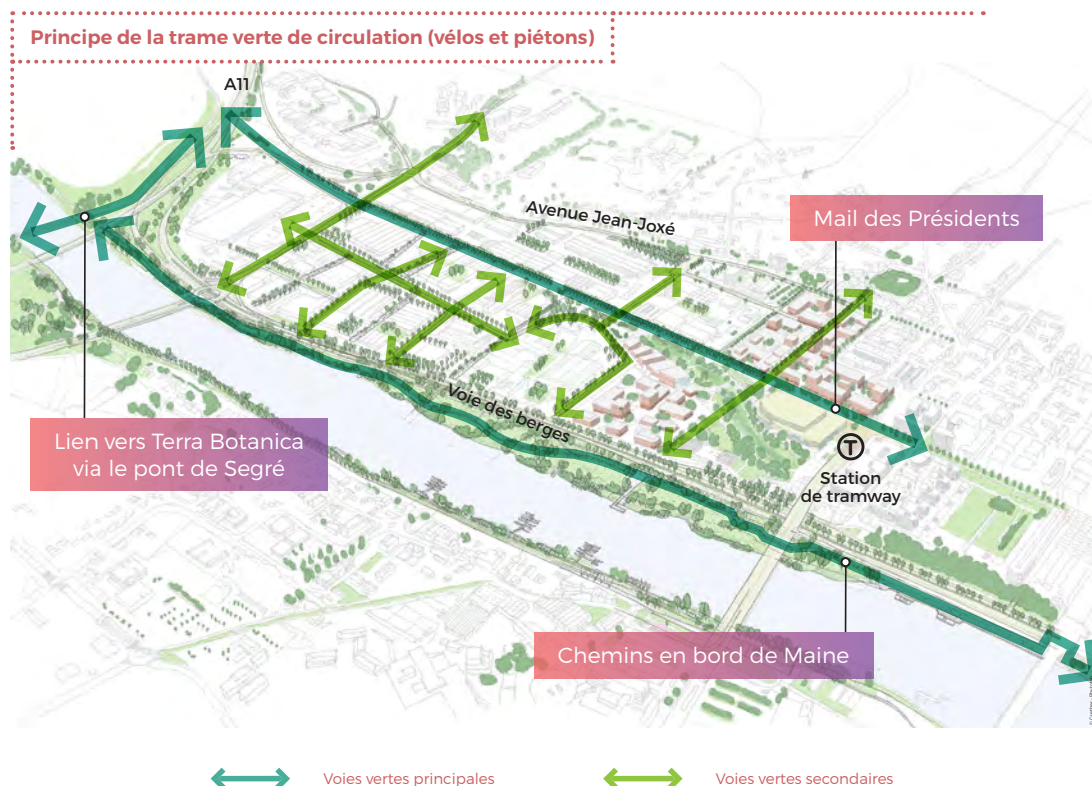 Principe de la trame verte de circulation (vélos et piétons)
A11
Avenue Jean-Joxé
Mail des Présidents
Lien vers Terra Botanica
via le pont de Segré
Voie des berges
T
Station
de tramway
Chemins en bord de Maine
Voies vertes principales
Voies vertes secondaires